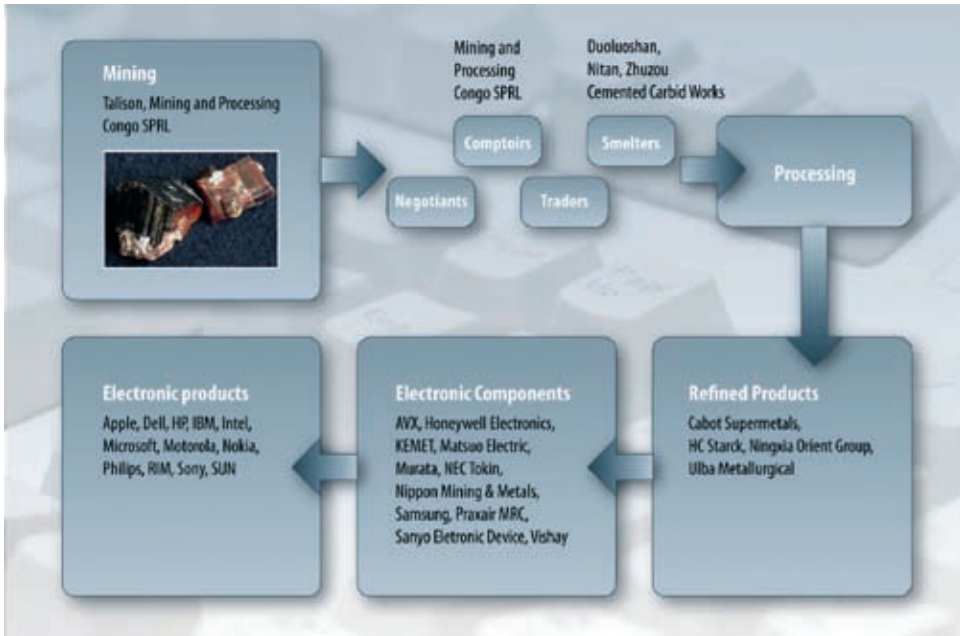 Mining
Talison, Mining and Processing
Congo SPRL
Mining and
Processing
Congo SPRL
Comptoirs
Negotiants
Duoluoshan,
Nitan, Zhuzou
Cemented Carbid Works
Smelters
Traders
Processing
Refined Products
Cabot Supermetals,
HC Starck, Ningxia Orient Group,
Ulba Metallurgical
Electronic Components
AVX, Honeywell Electronics,
KEMET, Matsuo Electric,
Murata, NEC Tokin,
Nippon Mining & Metals,
Samsung, Praxair MRC,
Sanyo Eletronic Device, Vishay
Electronic products
Apple, Dell, HP, IBM, Intel,
Microsoft, Motorola, Nokia,
Philips, RIM, Sony, SUN